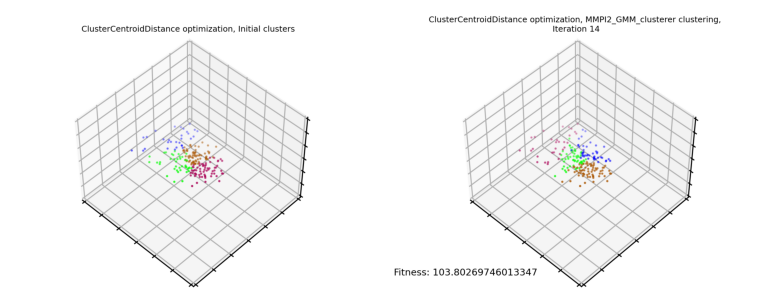 ClusterCentroidDistance optimization, Initial clusters
ClusterCentroidDistance optimization, MMPI2_GMM_clusterer clustering,
Iteration 14
Fitness: 103.80269746013347